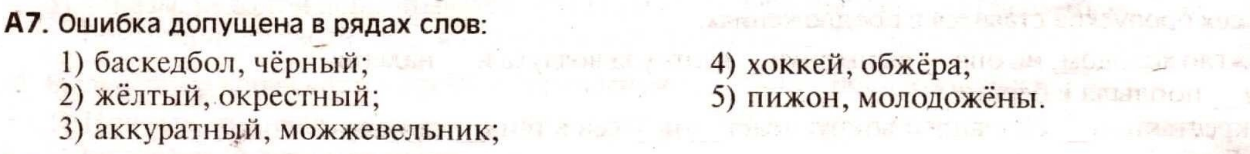 А7. Ошибка допущена в рядах слов:
1) баскедбол, чёрный;
2) жёлтый, окрестный;
3) аккуратный, можжевельник;
4) хоккей, обжёра;
5) пижон, молодожёны.